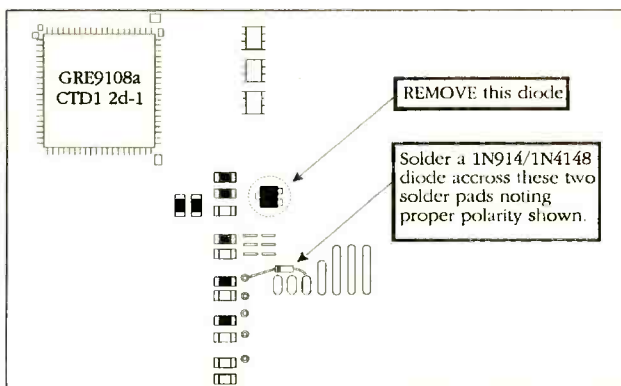 GRE9108a
CTD1 2d-1
REMOVE this diode
Solder a 1N914/1N4148
diode accross these two
solder pads noting
proper polarity shown.